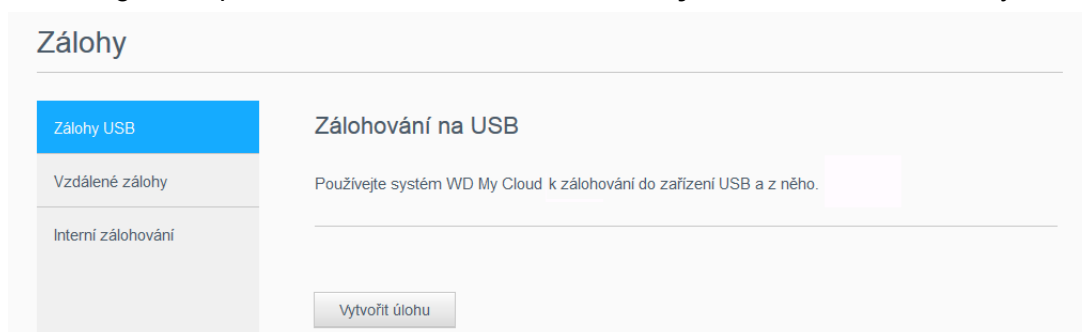 Zálohy
Zálohy USB
Vzdálené zálohy
Interní zálohování
Zálohování na USB
Používejte systém WD My Cloud k zálohování do zařízení USB a z něho.
Vytvořit úlohu